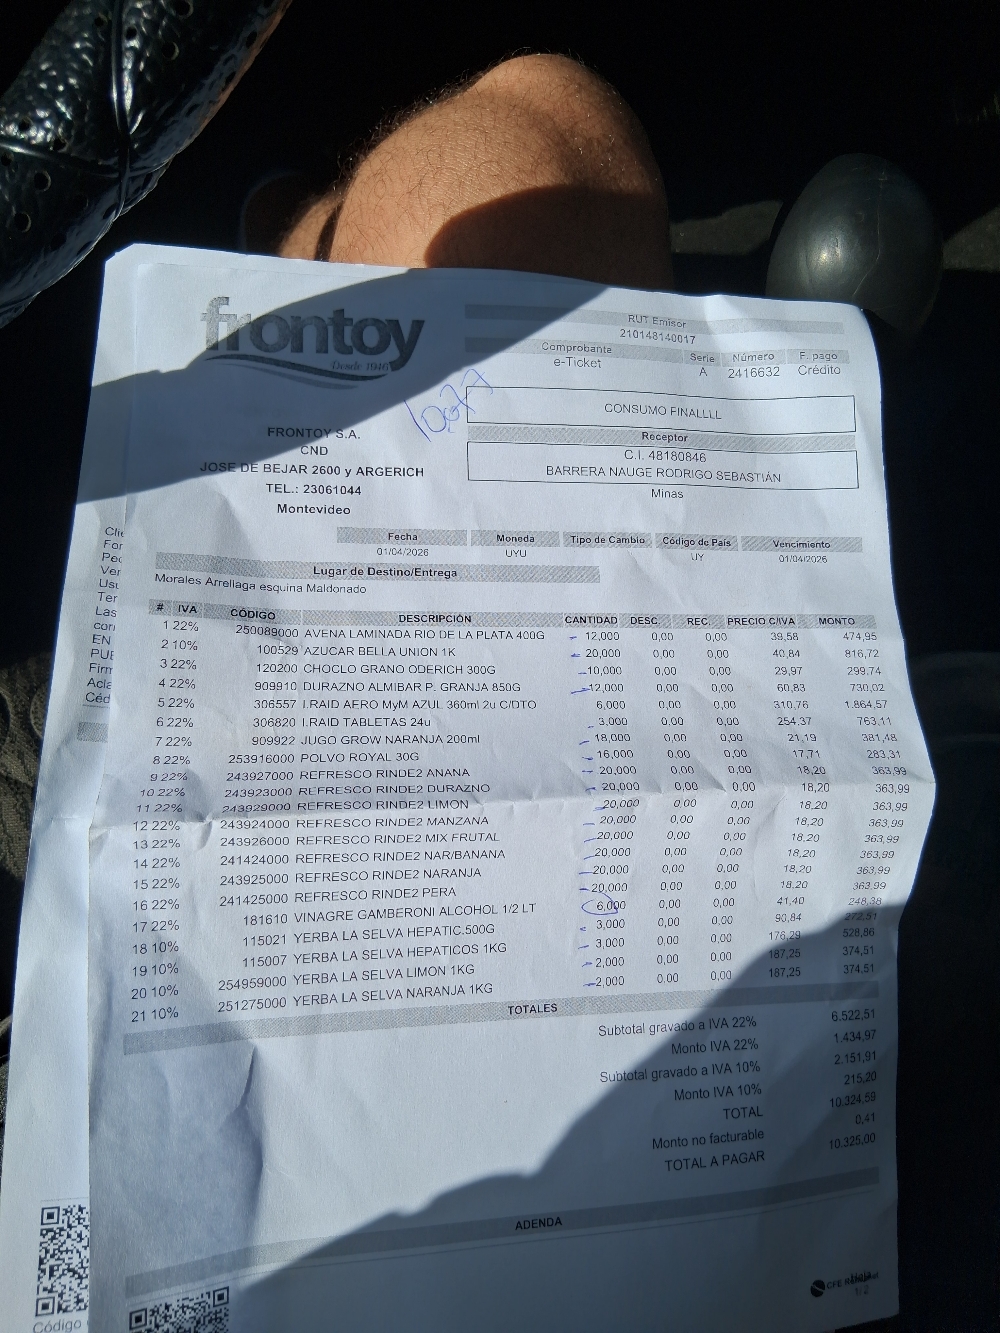 frontoy
Desde 1946
RUT Emisor
210148140017
Comprobante Serie Número F. pago
e-Ticket A 2416632 Crédito
CONSUMO FINALLLL
Receptor
C.I. 48180846
BARRERA NAUGE RODRIGO SEBASTIÁN
Minas
FRONTOY S.A.
CND
JOSE DE BEJAR 2600 y ARGERICH
TEL.: 23061044
Montevideo
Fecha Moneda Tipo de Cambio Código de País Vencimiento
01/04/2026 UYU UY 01/04/2026
Lugar de Destino/Entrega
Morales Arrellaga esquina Maldonado
# IVA CÓDIGO DESCRIPCIÓN CANTIDAD DESC. REC. PRECIO C/IVA MONTO
1 22% 250089000 AVENA LAMINADA RIO DE LA PLATA 400G 12,000 0,00 0,00 39,58 474,95
2 10% 100529 AZUCAR BELLA UNION 1K 20,000 0,00 0,00 40,84 816,72
3 22% 120200 CHOCLO GRANO ODERICH 300G 10,000 0,00 0,00 29,97 299,74
4 22% 909910 DURAZNO ALMIBAR P. GRANJA 850G 12,000 0,00 0,00 60,83 730,02
5 22% 306557 I.RAID AERO MyM AZUL 360ml 2u C/DTO 6,000 0,00 0,00 310,76 1.864,57
6 22% 306820 I.RAID TABLETAS 24u 3,000 0,00 0,00 254,37 763,11
7 22% 909922 JUGO GROW NARANJA 200ml 18,000 0,00 0,00 21,19 381,48
8 22% 253916000 POLVO ROYAL 30G 16,000 0,00 0,00 17,71 283,31
9 22% 243927000 REFRESCO RINDE2 ANANA 20,000 0,00 0,00 18,20 363,99
10 22% 243923000 REFRESCO RINDE2 DURAZNO 20,000 0,00 0,00 18,20 363,99
11 22% 243929000 REFRESCO RINDE2 LIMON 20,000 0,00 0,00 18,20 363,99
12 22% 243924000 REFRESCO RINDE2 MANZANA 20,000 0,00 0,00 18,20 363,99
13 22% 243926000 REFRESCO RINDE2 MIX FRUTAL 20,000 0,00 0,00 18,20 363,99
14 22% 241424000 REFRESCO RINDE2 NAR/BANANA 20,000 0,00 0,00 18,20 363,99
15 22% 243925000 REFRESCO RINDE2 NARANJA 20,000 0,00 0,00 18,20 363,99
16 22% 241425000 REFRESCO RINDE2 PERA 20,000 0,00 0,00 18,20 363,99
17 22% 181610 VINAGRE GAMBERONI ALCOHOL 1/2 LT 6,000 0,00 0,00 41,40 248,38
18 10% 115021 YERBA LA SELVA HEPATIC.500G 3,000 0,00 0,00 90,84 272,51
19 10% 115007 YERBA LA SELVA HEPATICOS 1KG 3,000 0,00 0,00 176,29 528,86
20 10% 254959000 YERBA LA SELVA LIMON 1KG 2,000 0,00 0,00 187,25 374,51
21 10% 251275000 YERBA LA SELVA NARANJA 1KG 2,000 0,00 0,00 187,25 374,51
TOTALES
Subtotal gravado a IVA 22% 6.522,51
Monto IVA 22% 1.434,97
Subtotal gravado a IVA 10% 2.151,91
Monto IVA 10% 215,20
TOTAL 10.324,59
Monto no facturable 0,41
TOTAL A PAGAR 10.325,00
ADENDA
CFE
1/2
Clie
For
Ped
Ver
Usu
Ter
Las
con
EN
PUE
Firm
Acla
Céd
Código